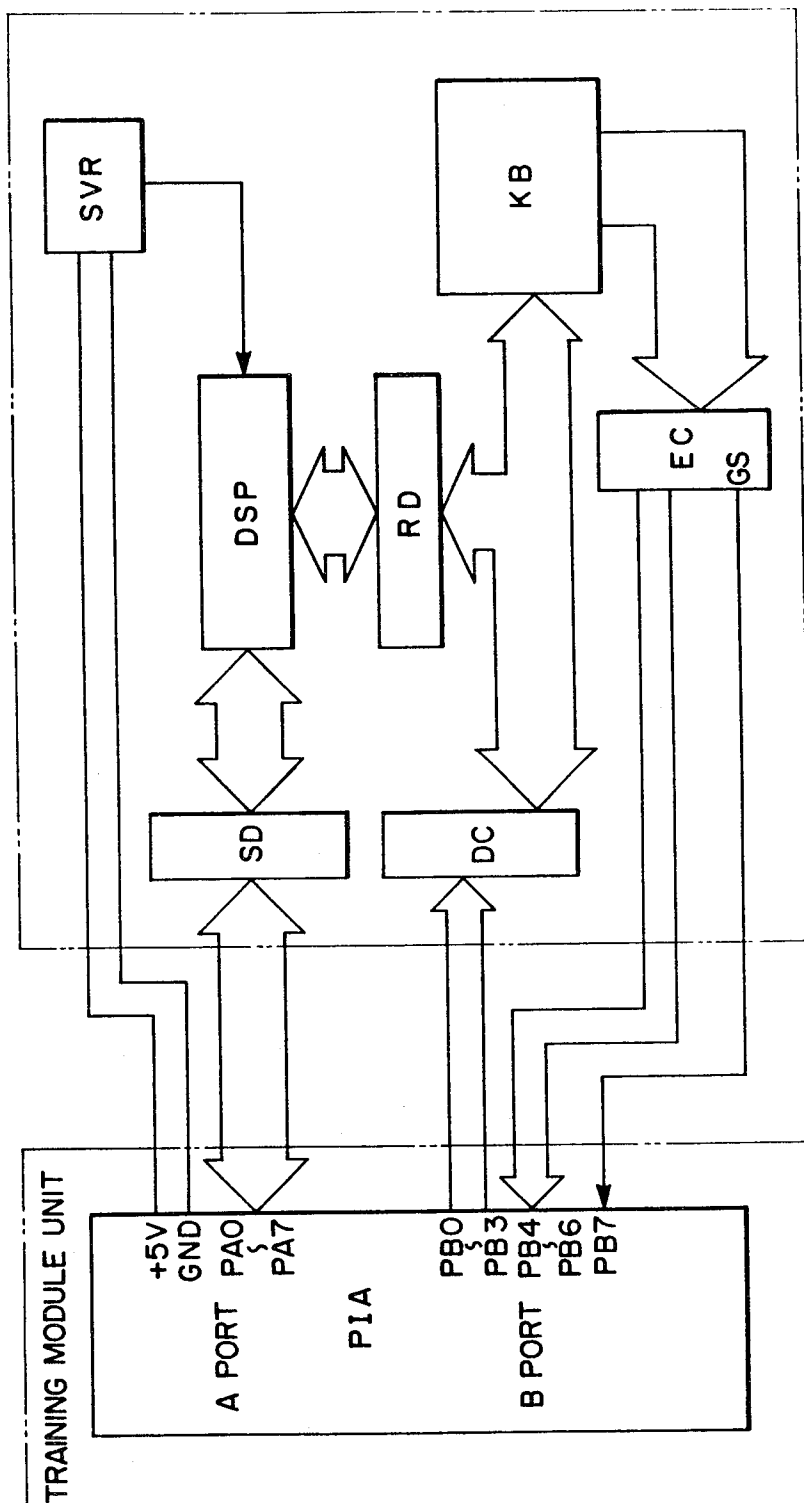 TRAINING MODULE UNIT
+5V
GND
A PORT PA0
∫
PA7
PIA
PB0
∫
PB3
B PORT PB4
∫
PB6
PB7
SD
DC
DSP
RD
SVR
KB
EC
GS